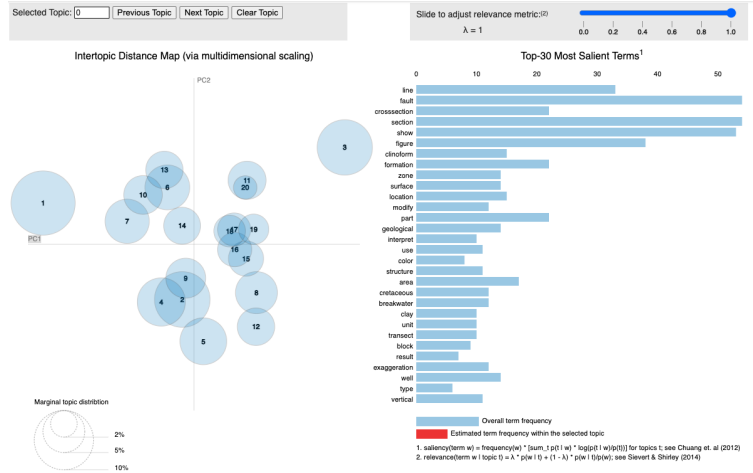 Selected Topic: 0 Previous Topic Next Topic Clear Topic
Slide to adjust relevance metric:(2)
λ = 1
0.0 0.2 0.4 0.6 0.8 1.0
Intertopic Distance Map (via multidimensional scaling)
PC2
PC1
1
2
3
4
5
6
7
8
9
10
11
12
13
14
15
16
17
18
19
20
Marginal topic distribtion
2%
5%
10%
Top-30 Most Salient Terms1
0 10 20 30 40 50
line
fault
crosssection
section
show
figure
clinoform
formation
zone
surface
location
modify
part
geological
interpret
use
color
structure
area
cretaceous
breakwater
clay
unit
transect
block
result
exaggeration
well
type
vertical
Overall term frequency
Estimated term frequency within the selected topic
1. saliency(term w) = frequency(w) * [sum_t p(t | w) * log(p(t | w)/p(t))] for topics t; see Chuang et. al (2012)
2. relevance(term w | topic t) = λ * p(w | t) + (1 - λ) * p(w | t)/p(w); see Sievert & Shirley (2014)